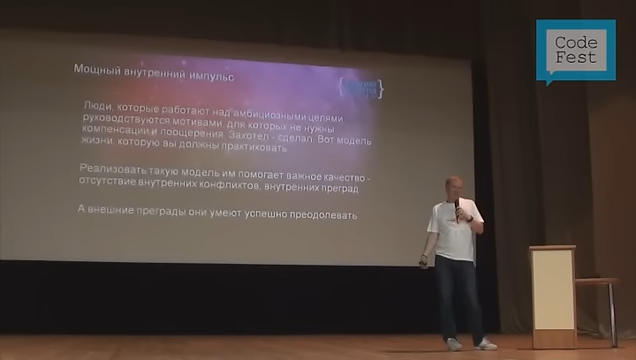 Code
Fest
Мощный внутренний импульс
Люди, которые работают над амбициозными целями
руководствуются мотивами, для которых не нужны
компенсации и поощрения. Захотел - сделал. Вот модель
жизни, которую вы должны практиковать
Реализовать такую модель им помогает важное качество -
отсутствие внутренних конфликтов, внутренних преград
А внешние преграды они умеют успешно преодолевать